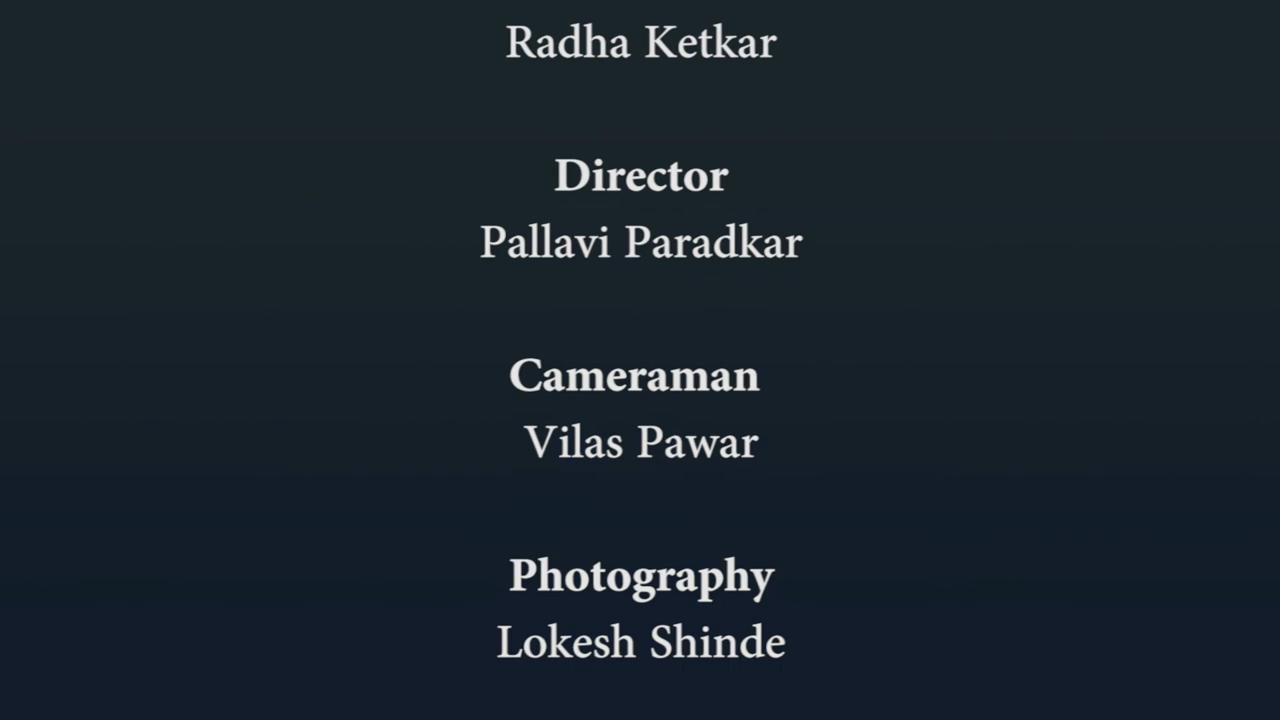 Radha Ketkar
Director
Pallavi Paradkar
Cameraman
Vilas Pawar
Photography
Lokesh Shinde